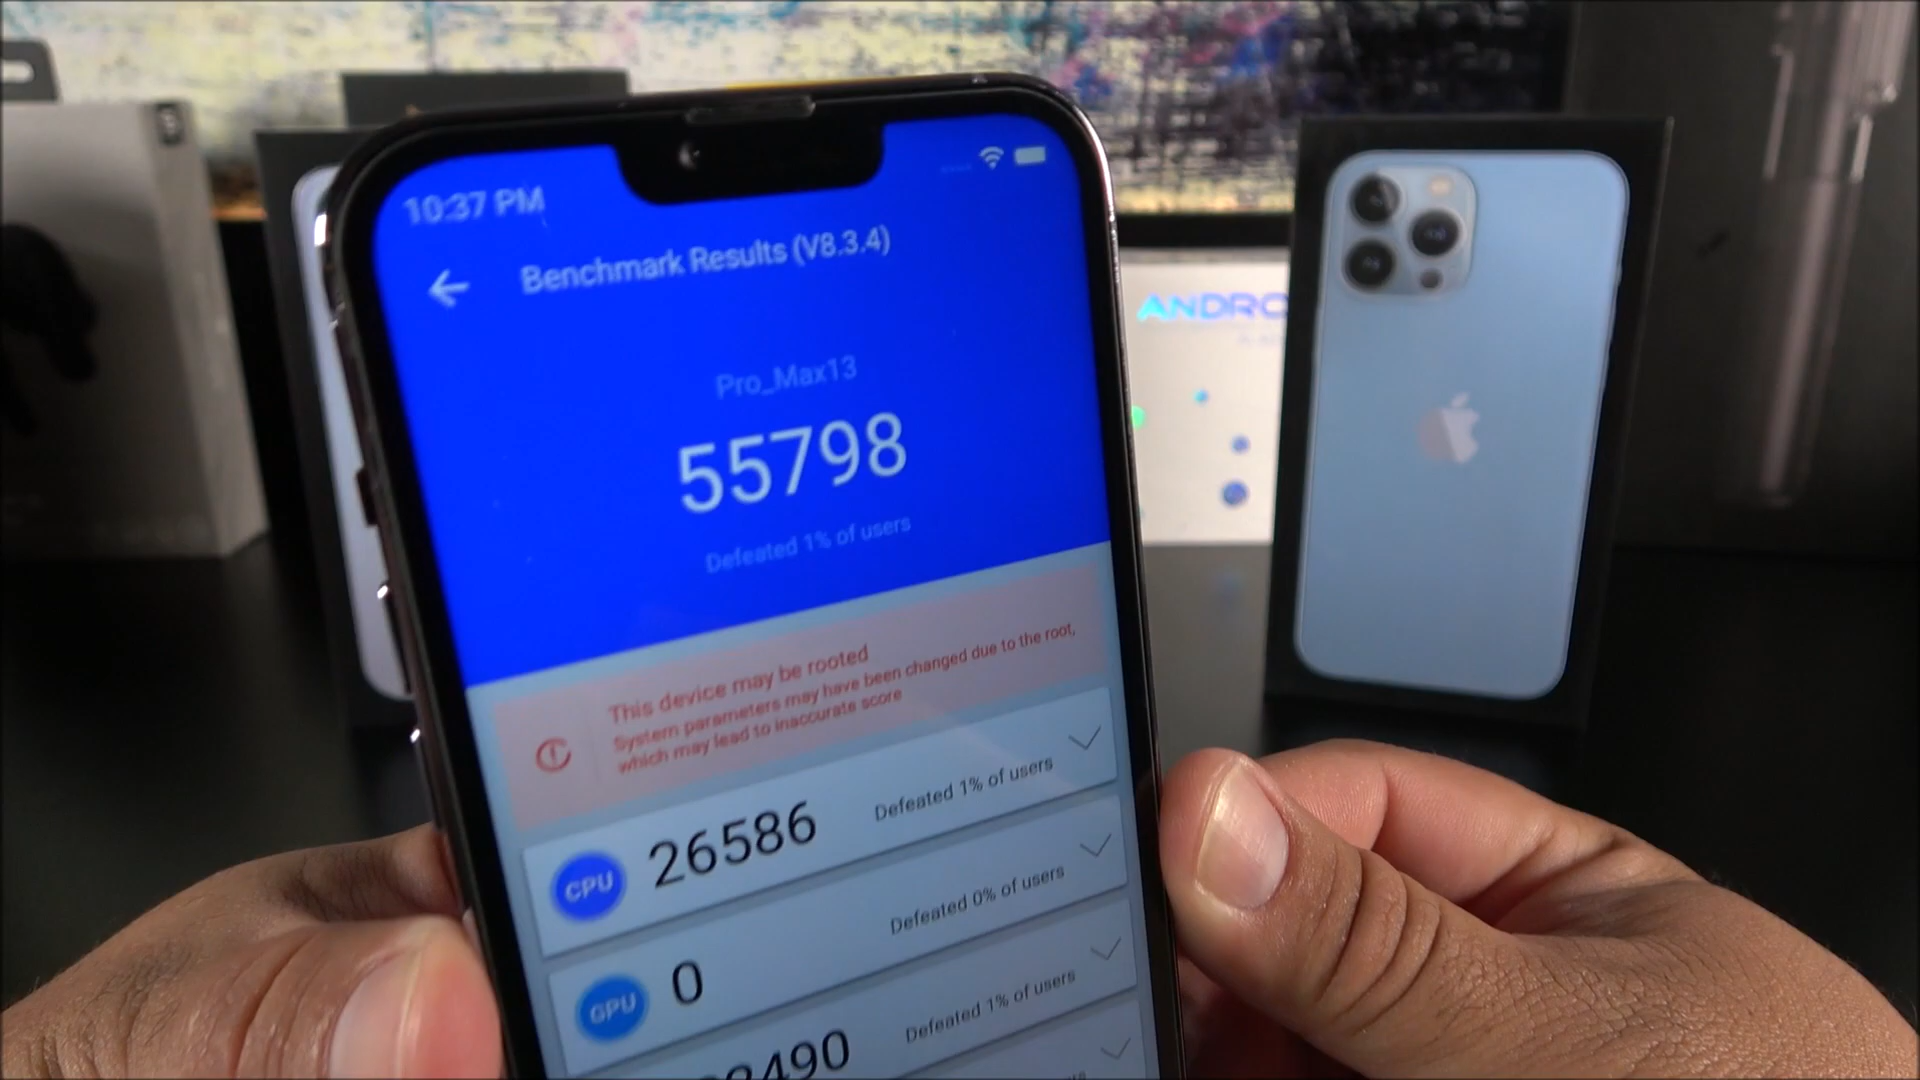 10:37 PM
Benchmark Results (V8.3.4)
Pro_Max13
55798
Defeated 1% of users
ANDRO
This device may be rooted
System parameters may have been changed due to the root,
which may lead to inaccurate score
CPU 26586 Defeated 1% of users
GPU 0 Defeated 0% of users
8490 Defeated 1% of users